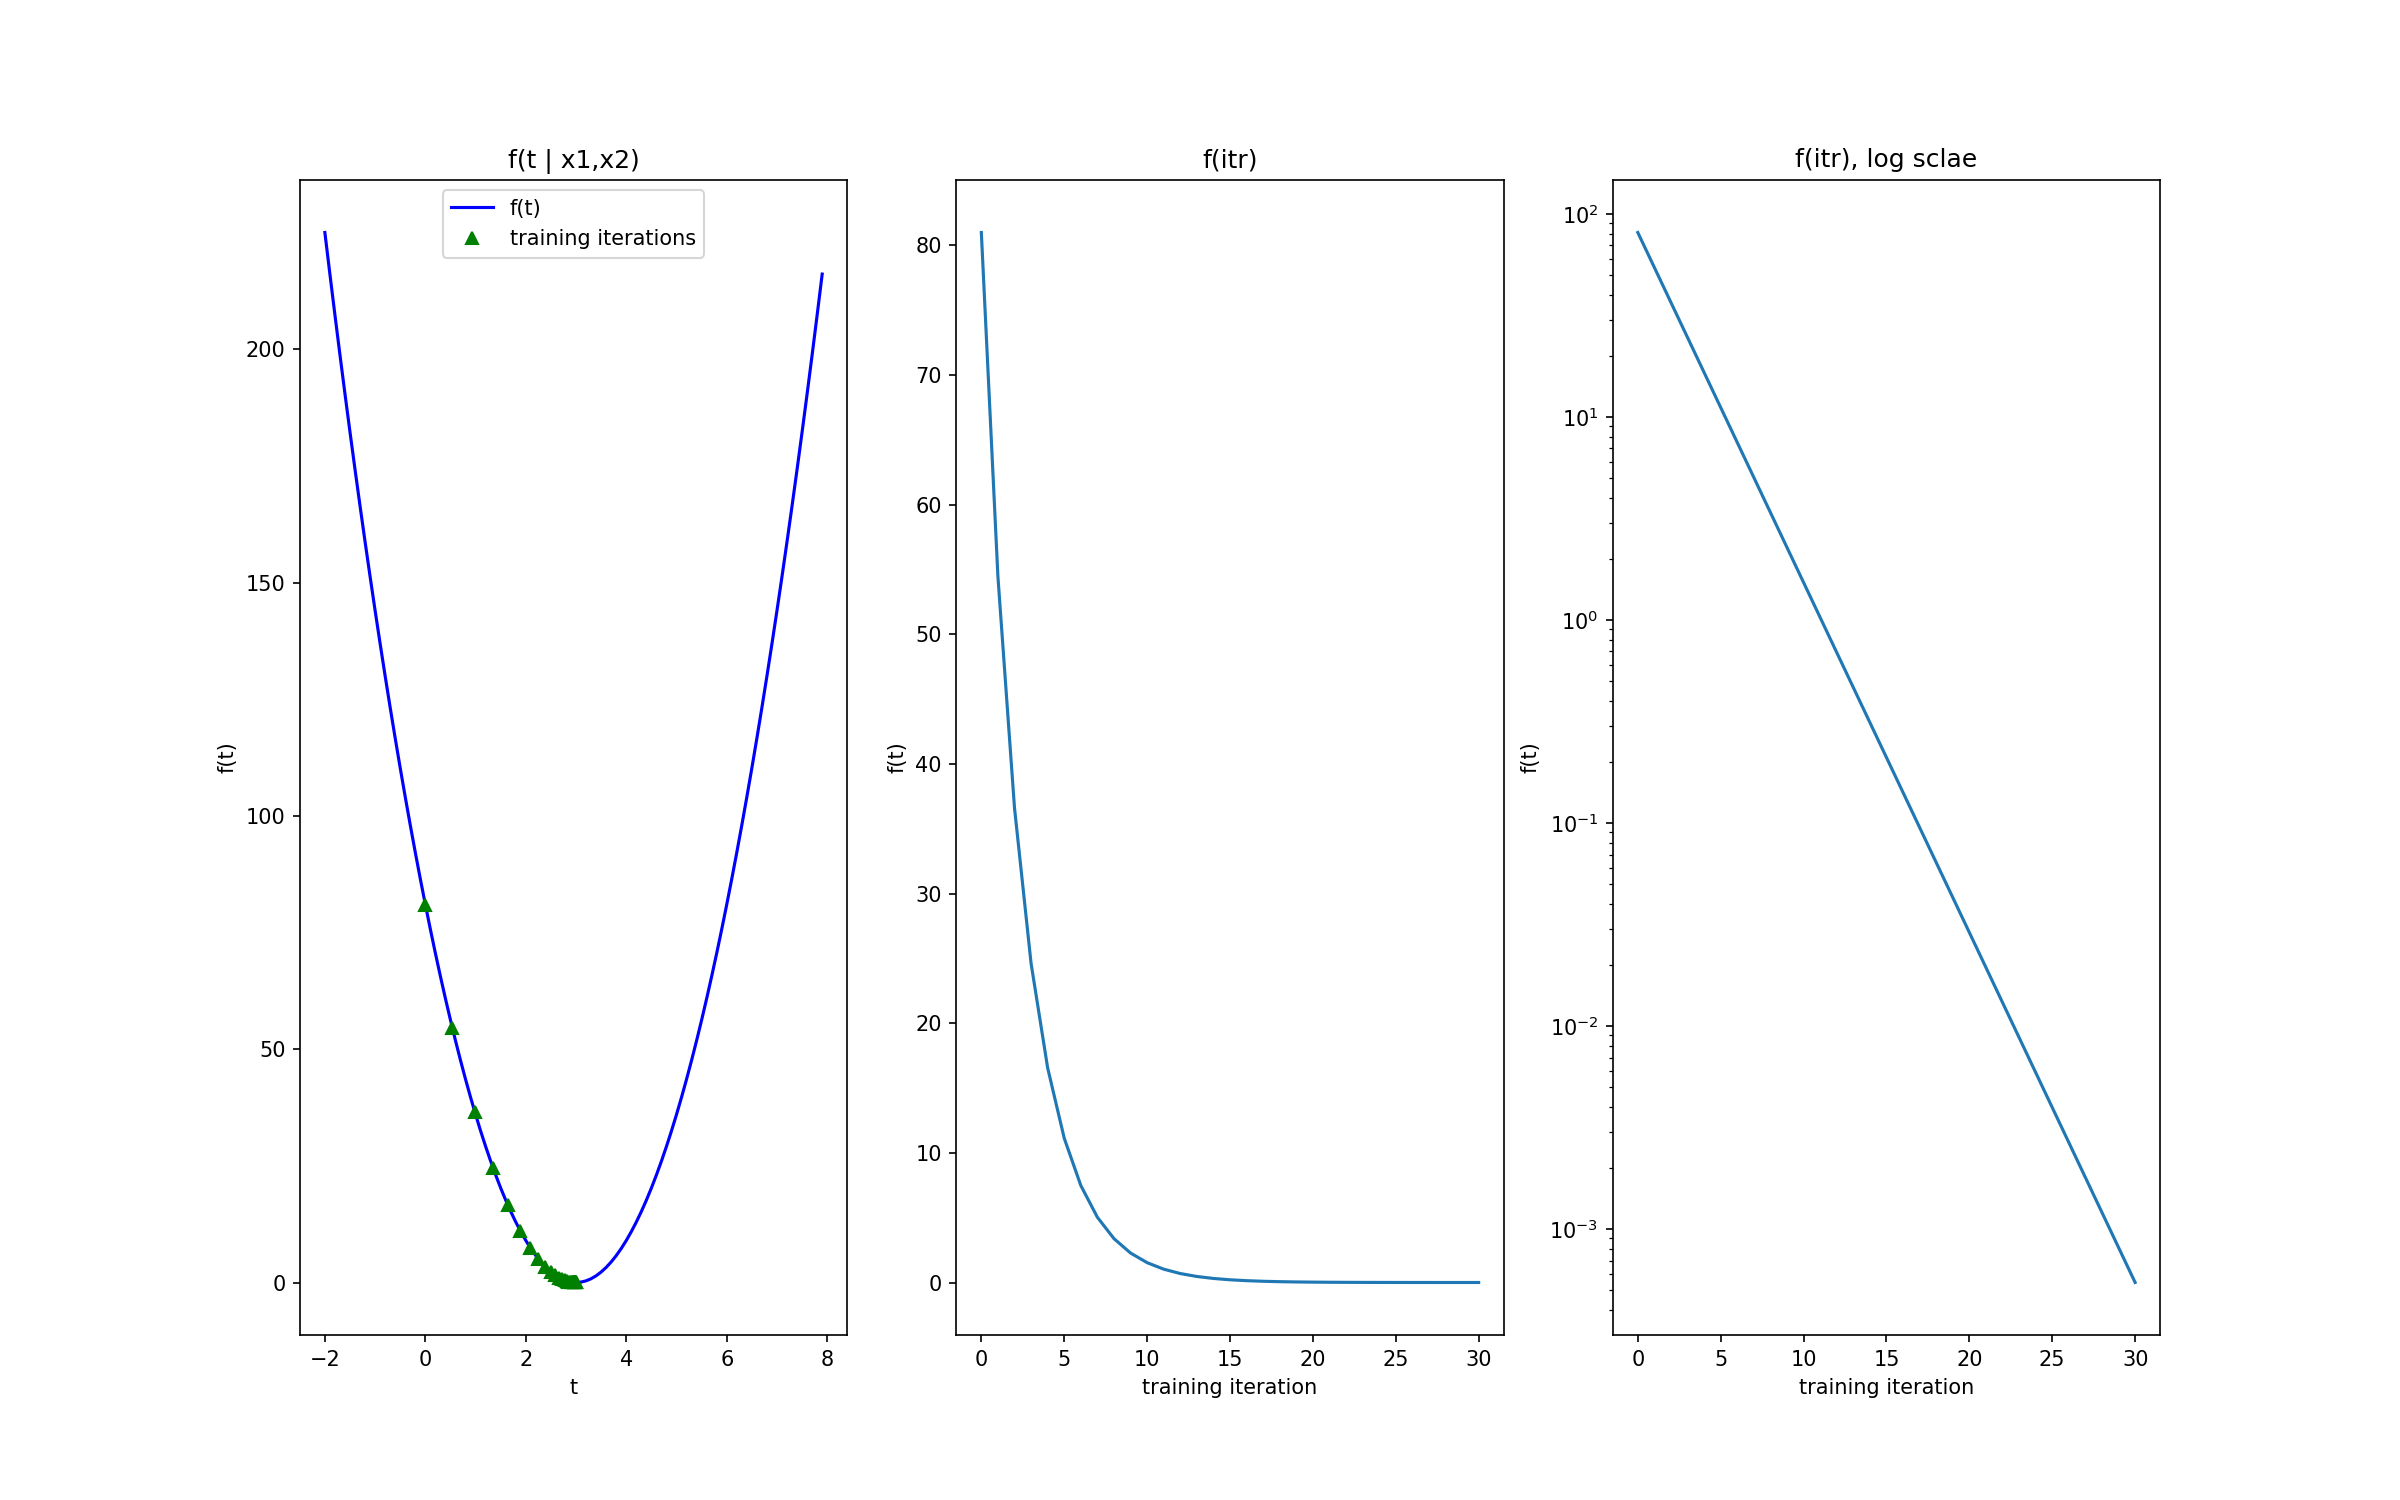 f(t | x1,x2)
f(t)
training iterations
200
150
100
50
0
f(t)
−2 0 2 4 6 8
t
f(itr)
80
70
60
50
40
30
20
10
0
f(t)
0 5 10 15 20 25 30
training iteration
f(itr), log sclae
10²
10¹
10⁰
10⁻¹
10⁻²
10⁻³
f(t)
0 5 10 15 20 25 30
training iteration